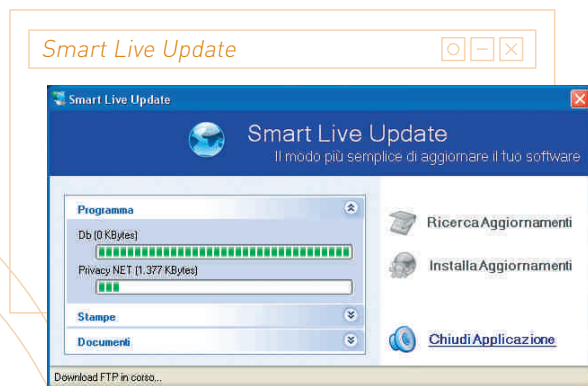 Smart Live Update
Smart Live Update
Smart Live Update
Il modo più semplice di aggiornare il tuo software
Programma
Db (0 KBytes)
Privacy NET (1.377 KBytes)
Stampe
Documenti
Ricerca Aggiornamenti
Installa Aggiornamenti
Chiudi Applicazione
Download FTP in corso...